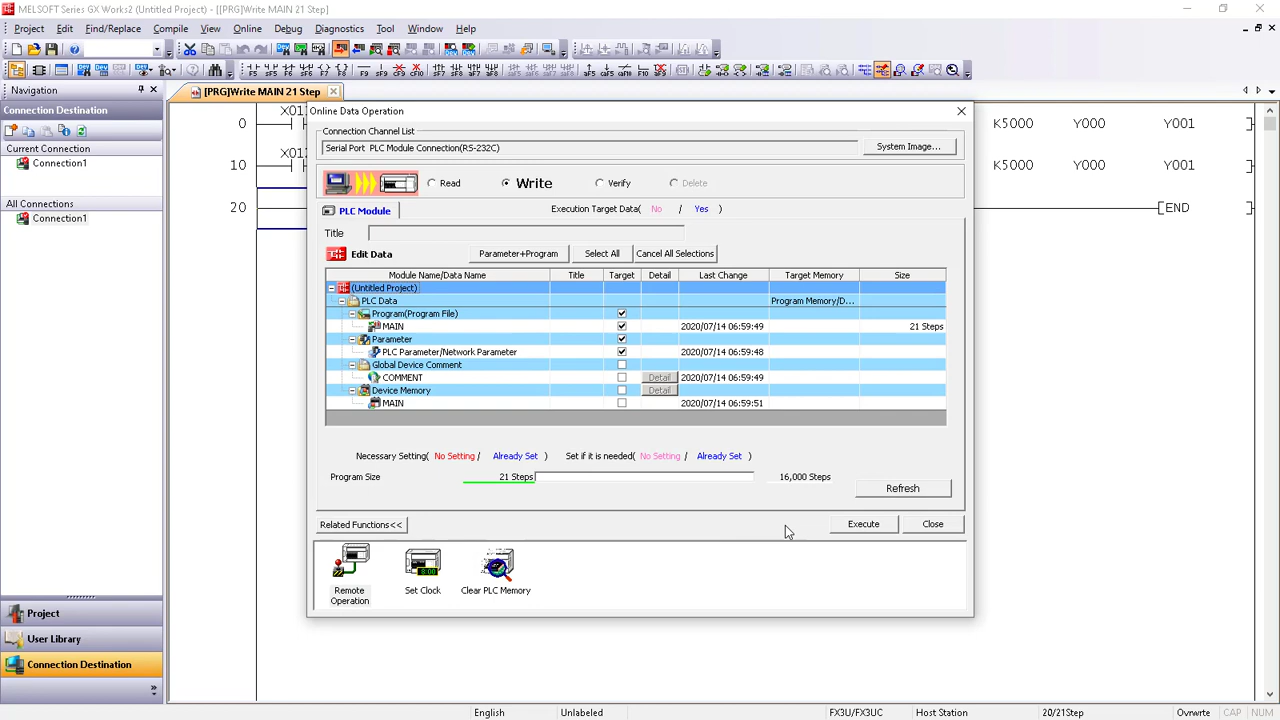 MELSOFT Series GX Works2 (Untitled Project) - [[PRG]Write MAIN 21 Step]
Project Edit Find/Replace Compile View Online Debug Diagnostics Tool Window Help
Navigation
[PRG]Write MAIN 21 Step
Connection Destination
Current Connection
Connection1
All Connections
Connection1
Project
User Library
Connection Destination
0
K5000 Y000 Y001
10
K5000 Y000 Y001
20
END
Online Data Operation
Connection Channel List
Serial Port PLC Module Connection(RS-232C)
System Image...
Read Write Verify Delete
PLC Module
Execution Target Data( No / Yes )
Title
Edit Data
Parameter+Program
Select All
Cancel All Selections
Module Name/Data Name Title Target Detail Last Change Target Memory Size
(Untitled Project)
PLC Data Program Memory/D...
Program(Program File)
MAIN 2020/07/14 06:59:49 21 Steps
Parameter
PLC Parameter/Network Parameter 2020/07/14 06:59:48
Global Device Comment
COMMENT Detail 2020/07/14 06:59:49
Device Memory Detail
MAIN 2020/07/14 06:59:51
Necessary Setting( No Setting / Already Set ) Set if it is needed( No Setting / Already Set )
Program Size 21 Steps 16,000 Steps
Refresh
Related Functions<<
Execute
Close
Remote Operation
Set Clock
Clear PLC Memory
English Unlabeled FX3U/FX3UC Host Station 20/21Step Ovrwrte CAP NUM